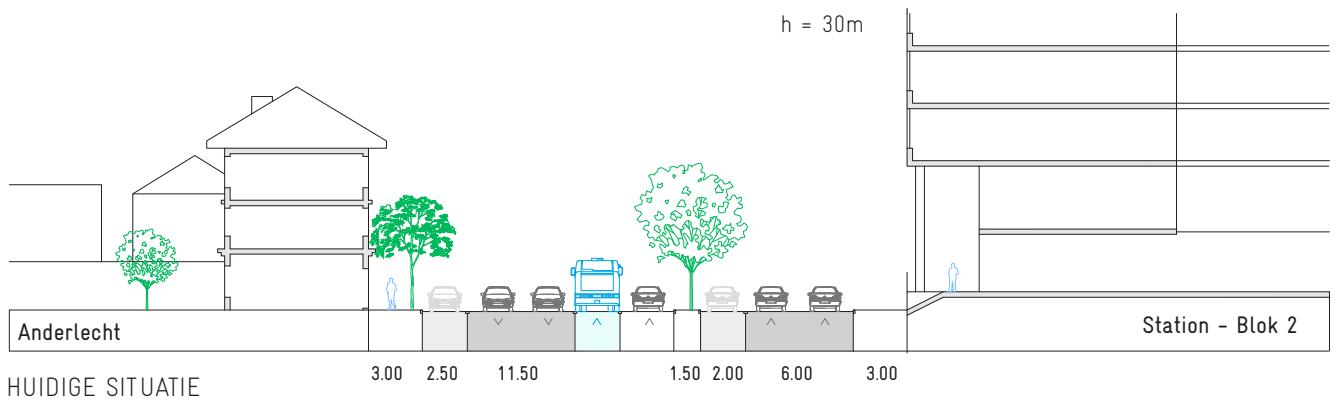 h = 30m
Anderlecht
Station - Blok 2
3.00 2.50 11.50 1.50 2.00 6.00 3.00
HUIDIGE SITUATIE